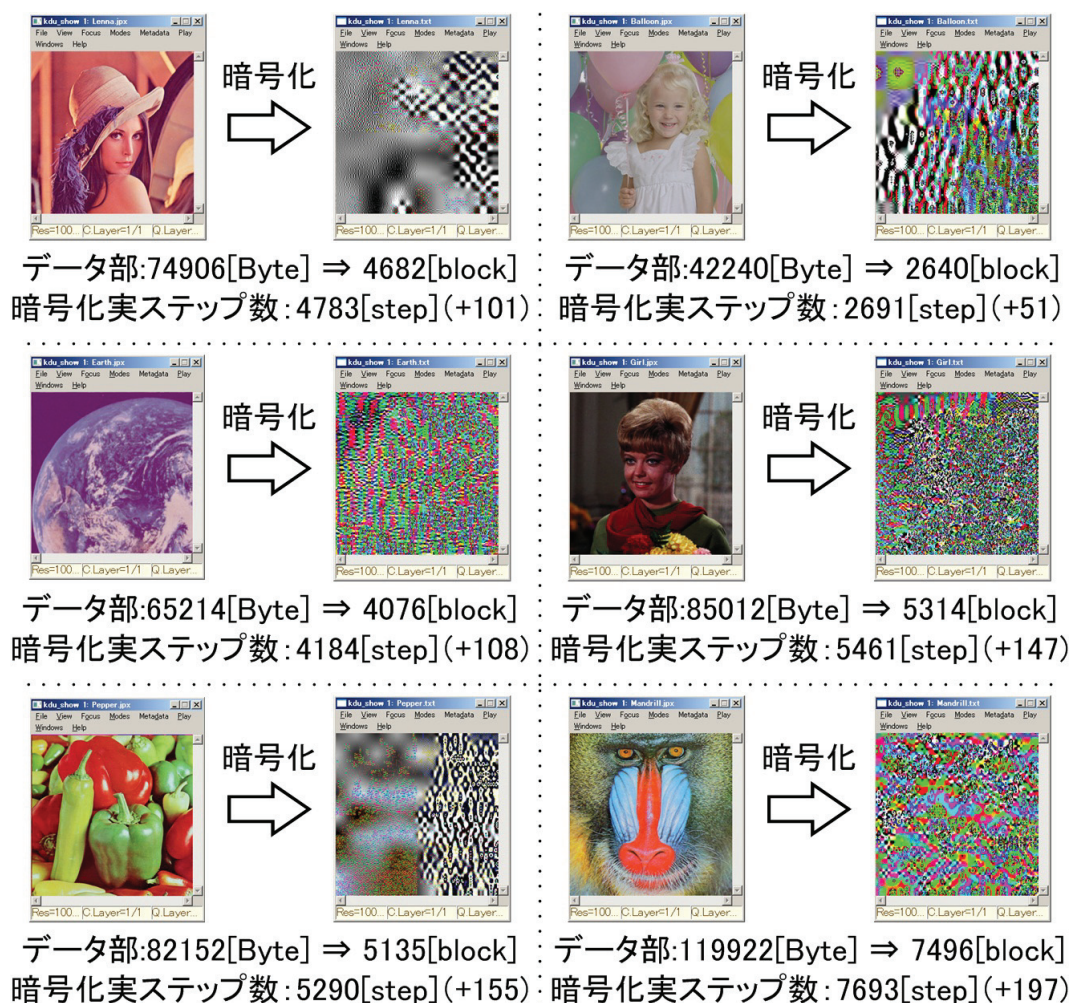 kdu_show 1: Lenna.jpx
File View Focus Modes Metadata Play
Windows Help
Res=100... C.Layer=1/1 Q.Layer...
暗号化
kdu_show 1: Lenna.txt
File View Focus Modes Metadata Play
Windows Help
Res=100... C.Layer=1/1 Q.Layer...
データ部:74906[Byte] ⇒ 4682[block]
暗号化実ステップ数:4783[step](+101)
kdu_show 1: Balloon.jpx
File View Focus Modes Metadata Play
Windows Help
Res=100... C.Layer=1/1 Q.Layer...
暗号化
kdu_show 1: Balloon.txt
File View Focus Modes Metadata Play
Windows Help
Res=100... C.Layer=1/1 Q.Layer...
データ部:42240[Byte] ⇒ 2640[block]
暗号化実ステップ数:2691[step](+51)
kdu_show 1: Earth.jpx
File View Focus Modes Metadata Play
Windows Help
Res=100... C.Layer=1/1 Q.Layer...
暗号化
kdu_show 1: Earth.txt
File View Focus Modes Metadata Play
Windows Help
Res=100... C.Layer=1/1 Q.Layer...
データ部:65214[Byte] ⇒ 4076[block]
暗号化実ステップ数:4184[step](+108)
kdu_show 1: Girl.jpx
File View Focus Modes Metadata Play
Windows Help
Res=100... C.Layer=1/1 Q.Layer...
暗号化
kdu_show 1: Girl.txt
File View Focus Modes Metadata Play
Windows Help
Res=100... C.Layer=1/1 Q.Layer...
データ部:85012[Byte] ⇒ 5314[block]
暗号化実ステップ数:5461[step](+147)
kdu_show 1: Pepper.jpx
File View Focus Modes Metadata Play
Windows Help
Res=100... C.Layer=1/1 Q.Layer...
暗号化
kdu_show 1: Pepper.txt
File View Focus Modes Metadata Play
Windows Help
Res=100... C.Layer=1/1 Q.Layer...
データ部:82152[Byte] ⇒ 5135[block]
暗号化実ステップ数:5290[step](+155)
kdu_show 1: Mandrill.jpx
File View Focus Modes Metadata Play
Windows Help
Res=100... C.Layer=1/1 Q.Layer...
暗号化
kdu_show 1: Mandrill.txt
File View Focus Modes Metadata Play
Windows Help
Res=100... C.Layer=1/1 Q.Layer...
データ部:119922[Byte] ⇒ 7496[block]
暗号化実ステップ数:7693[step](+197)